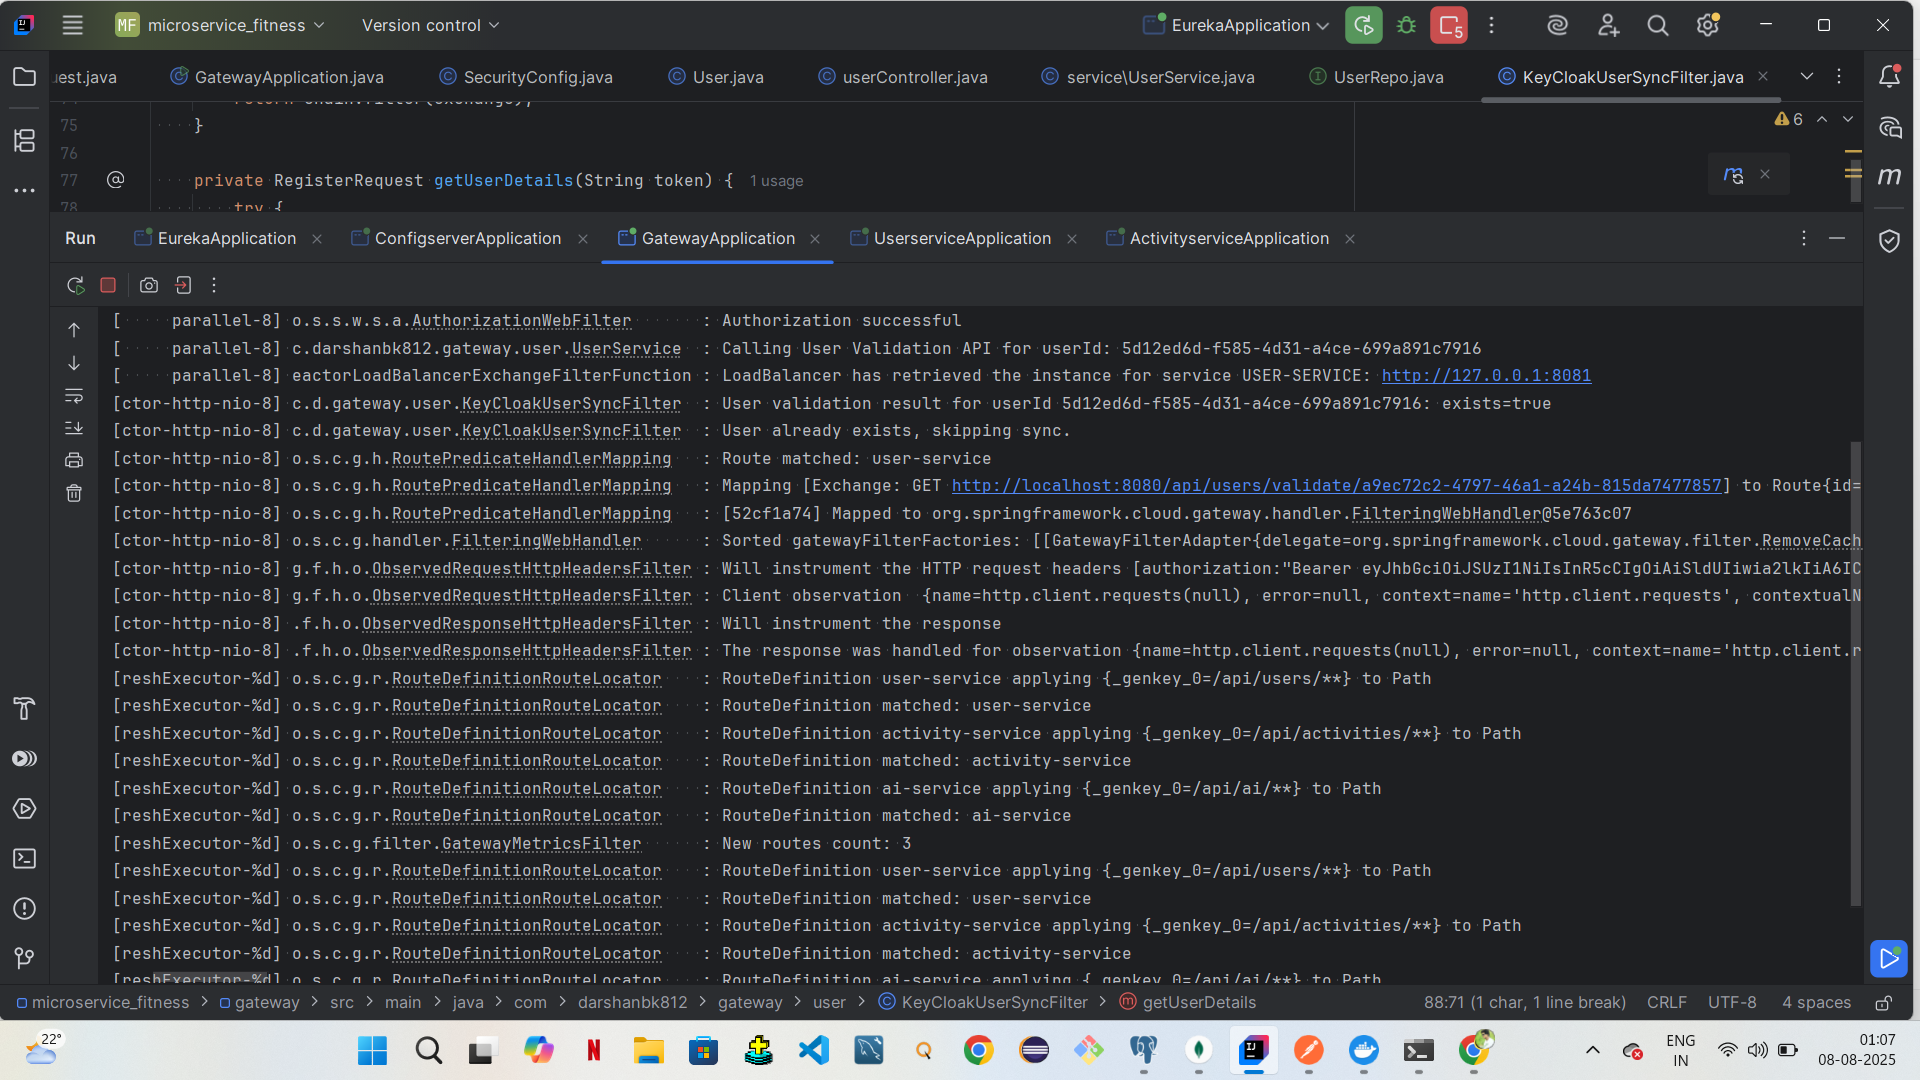 MF microservice_fitness Version control EurekaApplication 5
uest.java GatewayApplication.java SecurityConfig.java User.java userController.java service\UserService.java UserRepo.java KeyCloakUserSyncFilter.java
75 }
6
76
77 private RegisterRequest getUserDetails(String token) { 1 usage
78 try {
Run EurekaApplication ConfigserverApplication GatewayApplication UserserviceApplication ActivityserviceApplication
[ parallel-8] o.s.s.w.s.a.AuthorizationWebFilter : Authorization successful
[ parallel-8] c.darshanbk812.gateway.user.UserService : Calling User Validation API for userId: 5d12ed6d-f585-4d31-a4ce-699a891c7916
[ parallel-8] eactorLoadBalancerExchangeFilterFunction : LoadBalancer has retrieved the instance for service USER-SERVICE: http://127.0.0.1:8081
[ctor-http-nio-8] c.d.gateway.user.KeyCloakUserSyncFilter : User validation result for userId 5d12ed6d-f585-4d31-a4ce-699a891c7916: exists=true
[ctor-http-nio-8] c.d.gateway.user.KeyCloakUserSyncFilter : User already exists, skipping sync.
[ctor-http-nio-8] o.s.c.g.h.RoutePredicateHandlerMapping : Route matched: user-service
[ctor-http-nio-8] o.s.c.g.h.RoutePredicateHandlerMapping : Mapping [Exchange: GET http://localhost:8080/api/users/validate/a9ec72c2-4797-46a1-a24b-815da7477857] to Route{id=
[ctor-http-nio-8] o.s.c.g.h.RoutePredicateHandlerMapping : [52cf1a74] Mapped to org.springframework.cloud.gateway.handler.FilteringWebHandler@5e763c07
[ctor-http-nio-8] o.s.c.g.handler.FilteringWebHandler : Sorted gatewayFilterFactories: [[GatewayFilterAdapter{delegate=org.springframework.cloud.gateway.filter.RemoveCach
[ctor-http-nio-8] g.f.h.o.ObservedRequestHttpHeadersFilter : Will instrument the HTTP request headers [authorization:"Bearer eyJhbGciOiJSUzI1NiIsInR5cCIgOiAiSldUIiwia2lkIiA6IC
[ctor-http-nio-8] g.f.h.o.ObservedRequestHttpHeadersFilter : Client observation {name=http.client.requests(null), error=null, context=name='http.client.requests', contextualN
[ctor-http-nio-8] .f.h.o.ObservedResponseHttpHeadersFilter : Will instrument the response
[ctor-http-nio-8] .f.h.o.ObservedResponseHttpHeadersFilter : The response was handled for observation {name=http.client.requests(null), error=null, context=name='http.client.r
[reshExecutor-%d] o.s.c.g.r.RouteDefinitionRouteLocator : RouteDefinition user-service applying {_genkey_0=/api/users/**} to Path
[reshExecutor-%d] o.s.c.g.r.RouteDefinitionRouteLocator : RouteDefinition matched: user-service
[reshExecutor-%d] o.s.c.g.r.RouteDefinitionRouteLocator : RouteDefinition activity-service applying {_genkey_0=/api/activities/**} to Path
[reshExecutor-%d] o.s.c.g.r.RouteDefinitionRouteLocator : RouteDefinition matched: activity-service
[reshExecutor-%d] o.s.c.g.r.RouteDefinitionRouteLocator : RouteDefinition ai-service applying {_genkey_0=/api/ai/**} to Path
[reshExecutor-%d] o.s.c.g.r.RouteDefinitionRouteLocator : RouteDefinition matched: ai-service
[reshExecutor-%d] o.s.c.g.filter.GatewayMetricsFilter : New routes count: 3
[reshExecutor-%d] o.s.c.g.r.RouteDefinitionRouteLocator : RouteDefinition user-service applying {_genkey_0=/api/users/**} to Path
[reshExecutor-%d] o.s.c.g.r.RouteDefinitionRouteLocator : RouteDefinition matched: user-service
[reshExecutor-%d] o.s.c.g.r.RouteDefinitionRouteLocator : RouteDefinition activity-service applying {_genkey_0=/api/activities/**} to Path
[reshExecutor-%d] o.s.c.g.r.RouteDefinitionRouteLocator : RouteDefinition matched: activity-service
[reshExecutor-%d] o.s.c.g.r.RouteDefinitionRouteLocator : RouteDefinition ai-service applying {_genkey_0=/api/ai/**} to Path
microservice_fitness > gateway > src > main > java > com > darshanbk812 > gateway > user > KeyCloakUserSyncFilter > getUserDetails 88:71 (1 char, 1 line break) CRLF UTF-8 4 spaces
22°
ENG
IN
01:07
08-08-2025